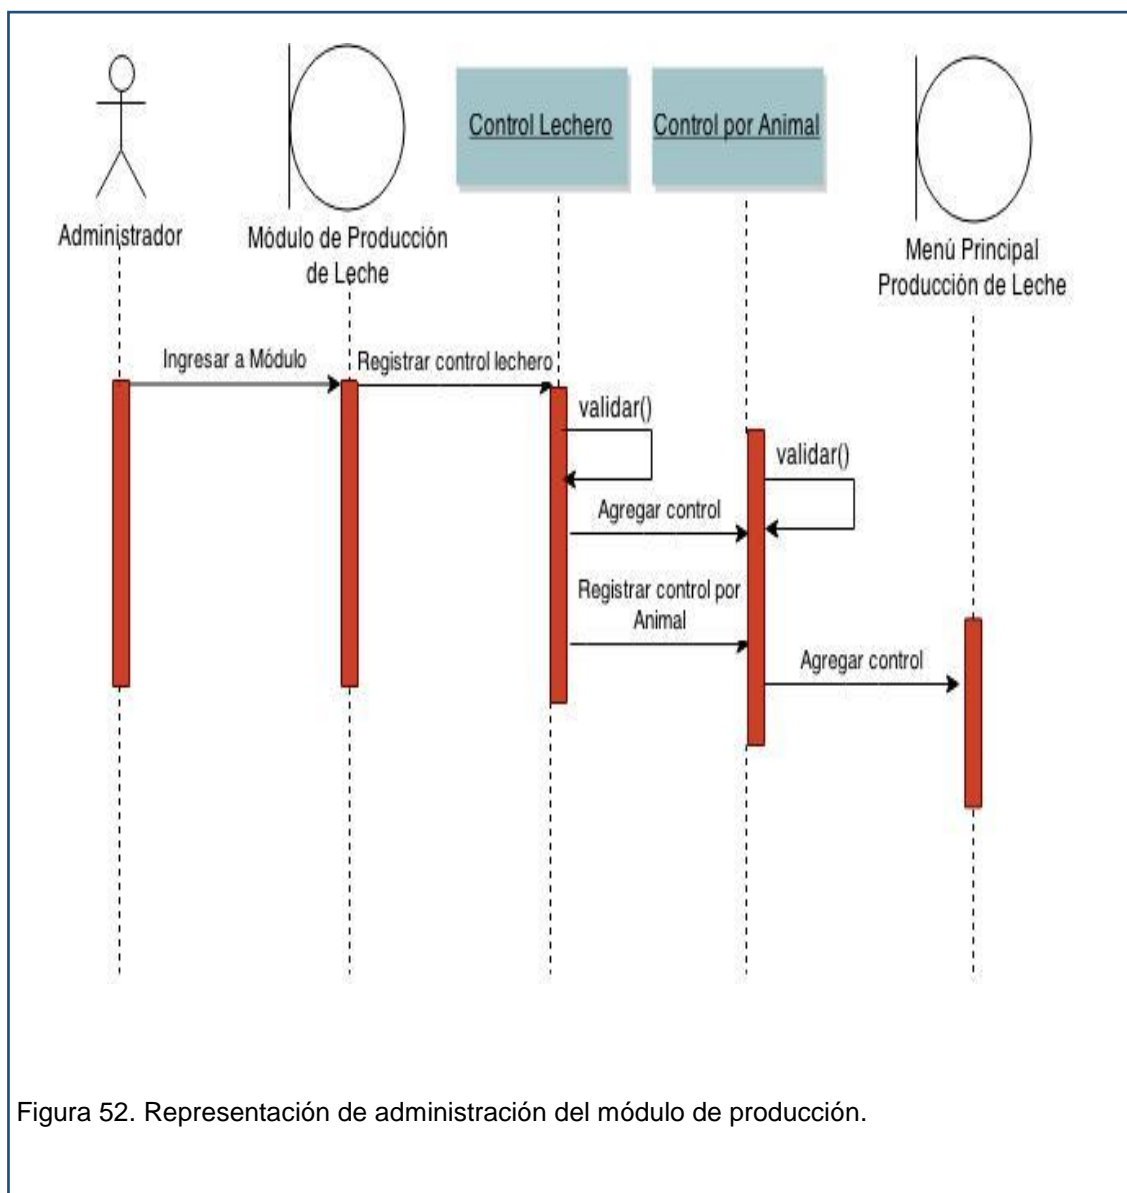 Control Lechero
Control por Animal
Administrador
Módulo de Producción
de Leche
Menú Principal
Producción de Leche
Ingresar a Módulo
Registrar control lechero
validar()
validar()
Agregar control
Registrar control por
Animal
Agregar control
Figura 52. Representación de administración del módulo de producción.